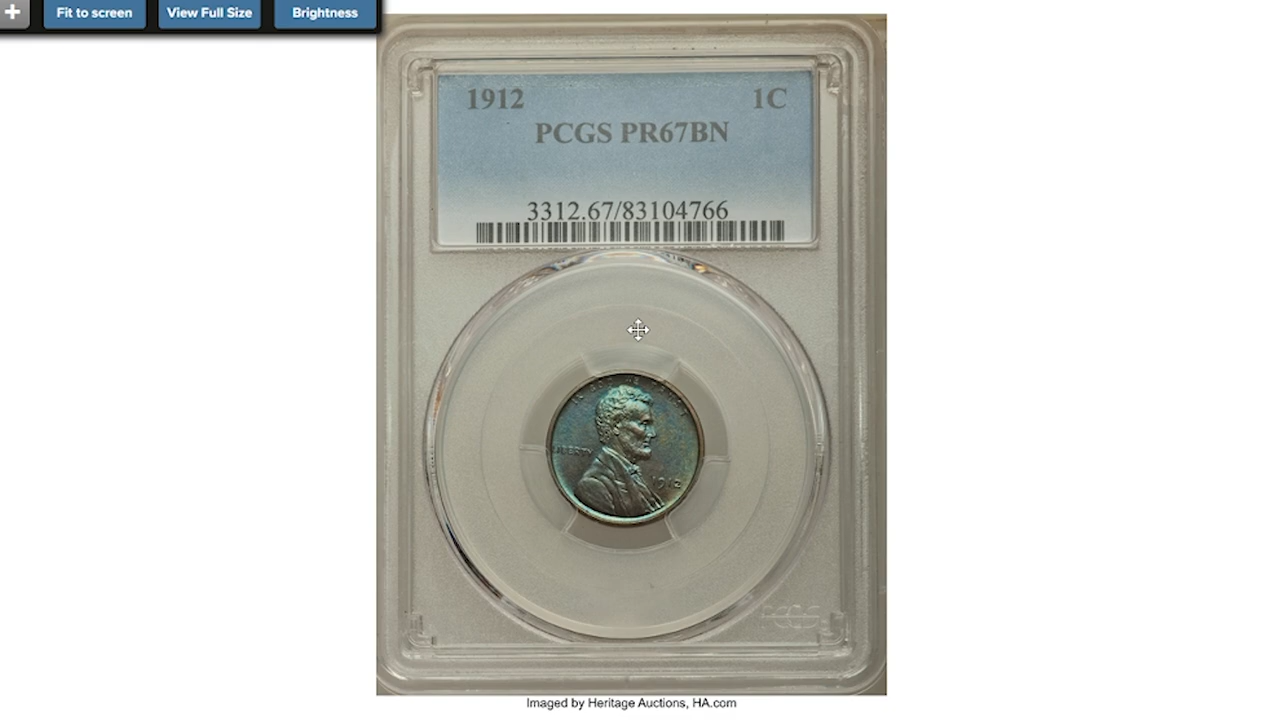 + Fit to screen View Full Size Brightness
1912 1C
PCGS PR67BN
3312.67/83104766
LIBERTY
1912
PCGS
Imaged by Heritage Auctions, HA.com